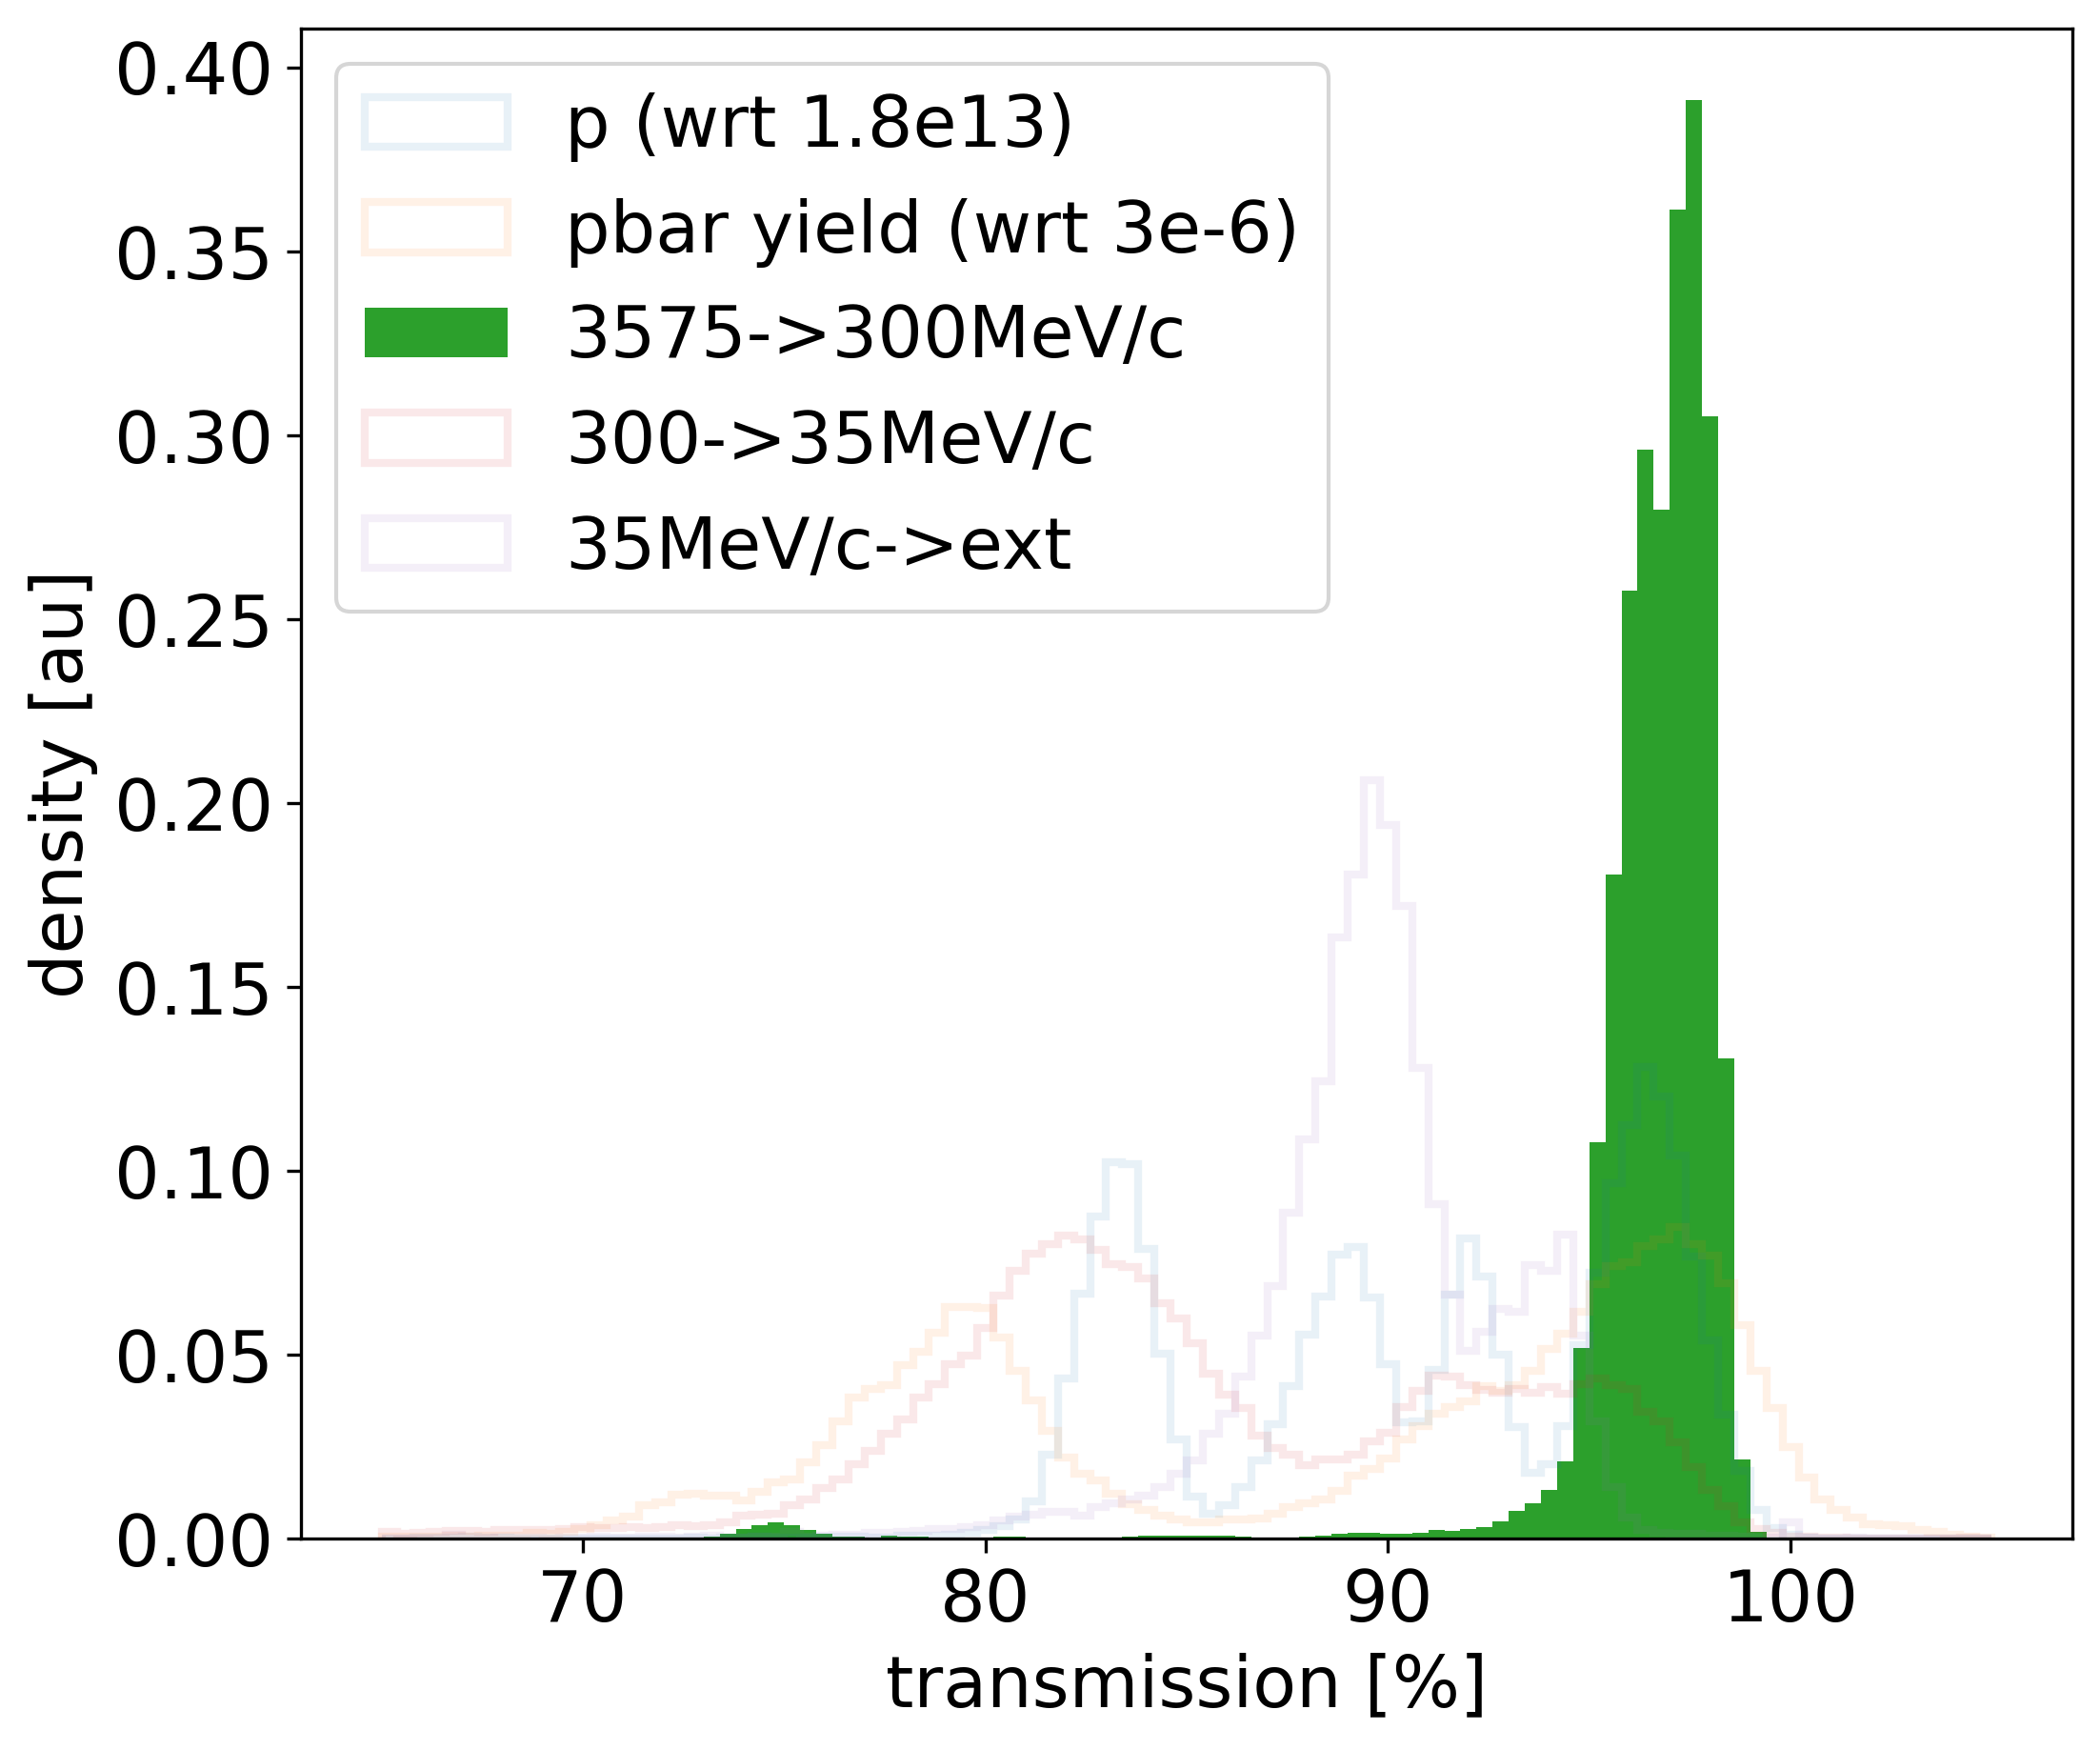 0.40
0.35
0.30
0.25
0.20
0.15
0.10
0.05
0.00
density [au]
p (wrt 1.8e13)
pbar yield (wrt 3e-6)
3575->300MeV/c
300->35MeV/c
35MeV/c->ext
70
80
90
100
transmission [%]